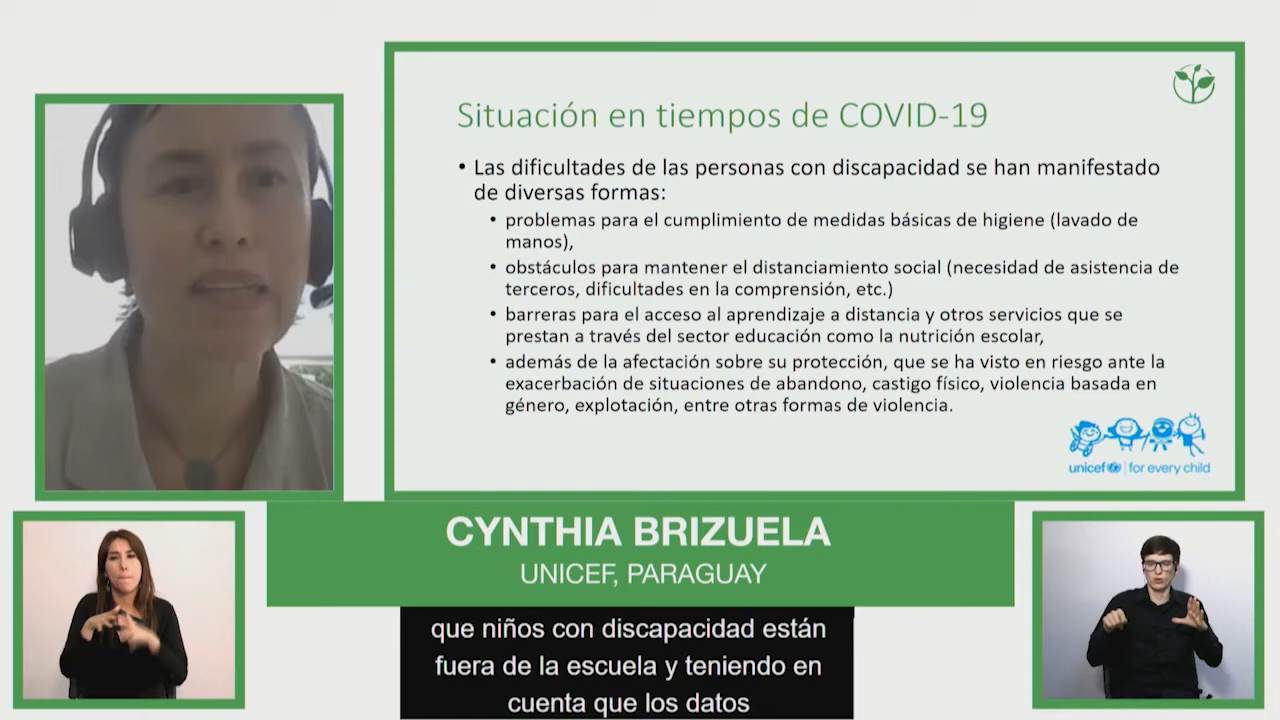 Situación en tiempos de COVID-19
• Las dificultades de las personas con discapacidad se han manifestado
de diversas formas:
• problemas para el cumplimiento de medidas básicas de higiene (lavado de
manos),
• obstáculos para mantener el distanciamiento social (necesidad de asistencia de
terceros, dificultades en la comprensión, etc.)
• barreras para el acceso al aprendizaje a distancia y otros servicios que se
prestan a través del sector educación como la nutrición escolar,
• además de la afectación sobre su protección, que se ha visto en riesgo ante la
exacerbación de situaciones de abandono, castigo físico, violencia basada en
género, explotación, entre otras formas de violencia.
unicef | for every child
CYNTHIA BRIZUELA
UNICEF, PARAGUAY
que niños con discapacidad están
fuera de la escuela y teniendo en
cuenta que los datos